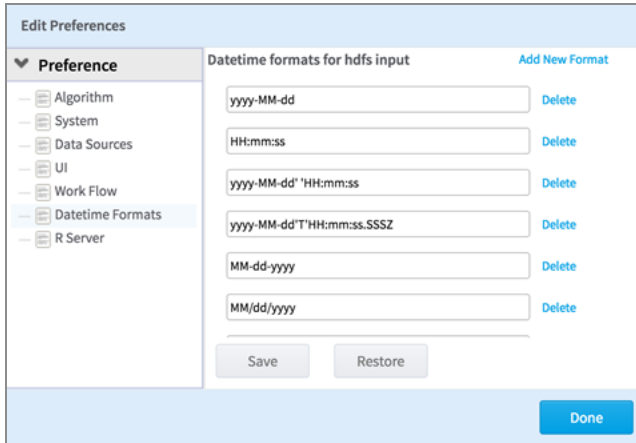 Edit Preferences
Preference
Algorithm
System
Data Sources
UI
Work Flow
Datetime Formats
R Server
Datetime formats for hdfs input
Add New Format
yyyy-MM-dd
Delete
HH:mm:ss
Delete
yyyy-MM-dd' 'HH:mm:ss
Delete
yyyy-MM-dd'T'HH:mm:ss.SSSZ
Delete
MM-dd-yyyy
Delete
MM/dd/yyyy
Delete
Save
Restore
Done